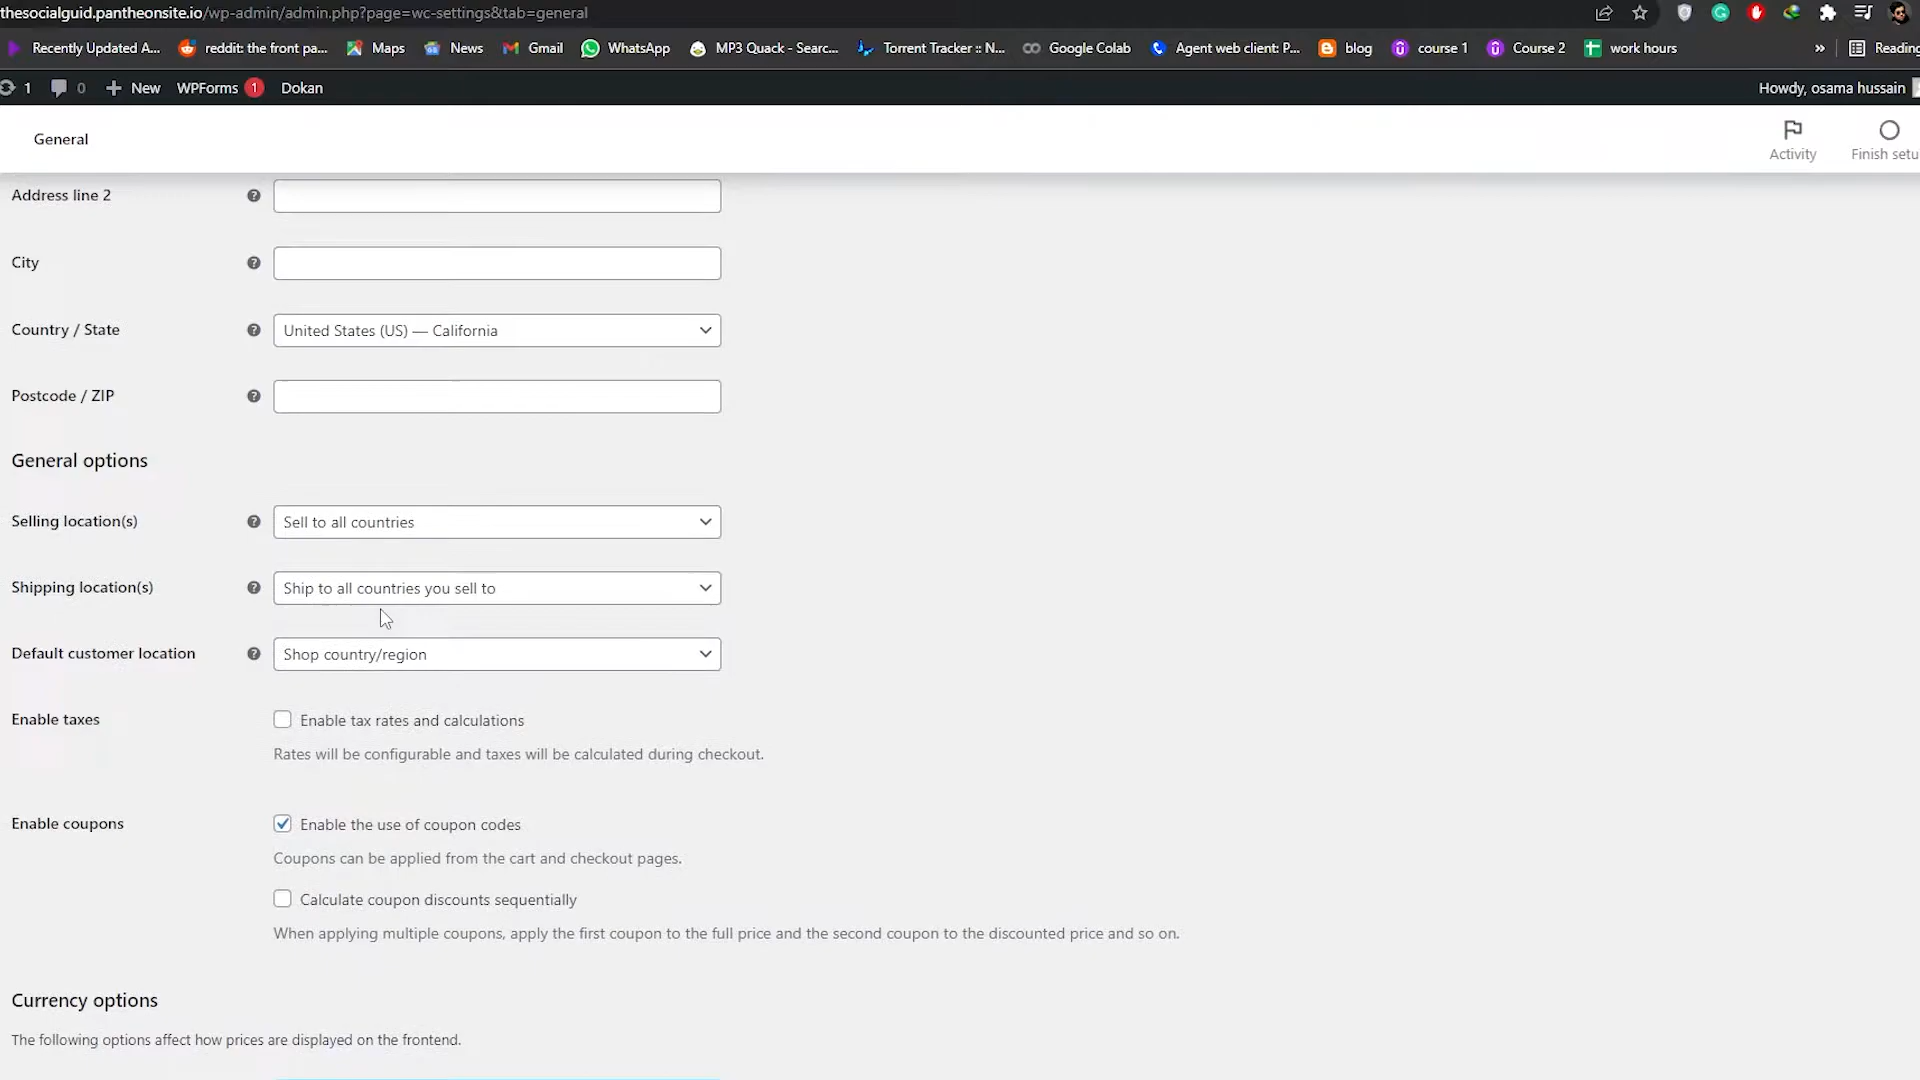 thesocialguid.pantheonsite.io/wp-admin/admin.php?page=wc-settings&tab=general
Recently Updated A... reddit: the front pa... Maps News Gmail WhatsApp MP3 Quack - Searc... Torrent Tracker :: N... Google Colab Agent web client: P... blog course 1 Course 2 work hours » Reading
1 0 + New WPForms 1 Dokan Howdy, osama hussain
General
Activity Finish setu
Address line 2
City
Country / State United States (US) — California
Postcode / ZIP
General options
Selling location(s) Sell to all countries
Shipping location(s) Ship to all countries you sell to
Default customer location Shop country/region
Enable taxes Enable tax rates and calculations
Rates will be configurable and taxes will be calculated during checkout.
Enable coupons Enable the use of coupon codes
Coupons can be applied from the cart and checkout pages.
Calculate coupon discounts sequentially
When applying multiple coupons, apply the first coupon to the full price and the second coupon to the discounted price and so on.
Currency options
The following options affect how prices are displayed on the frontend.